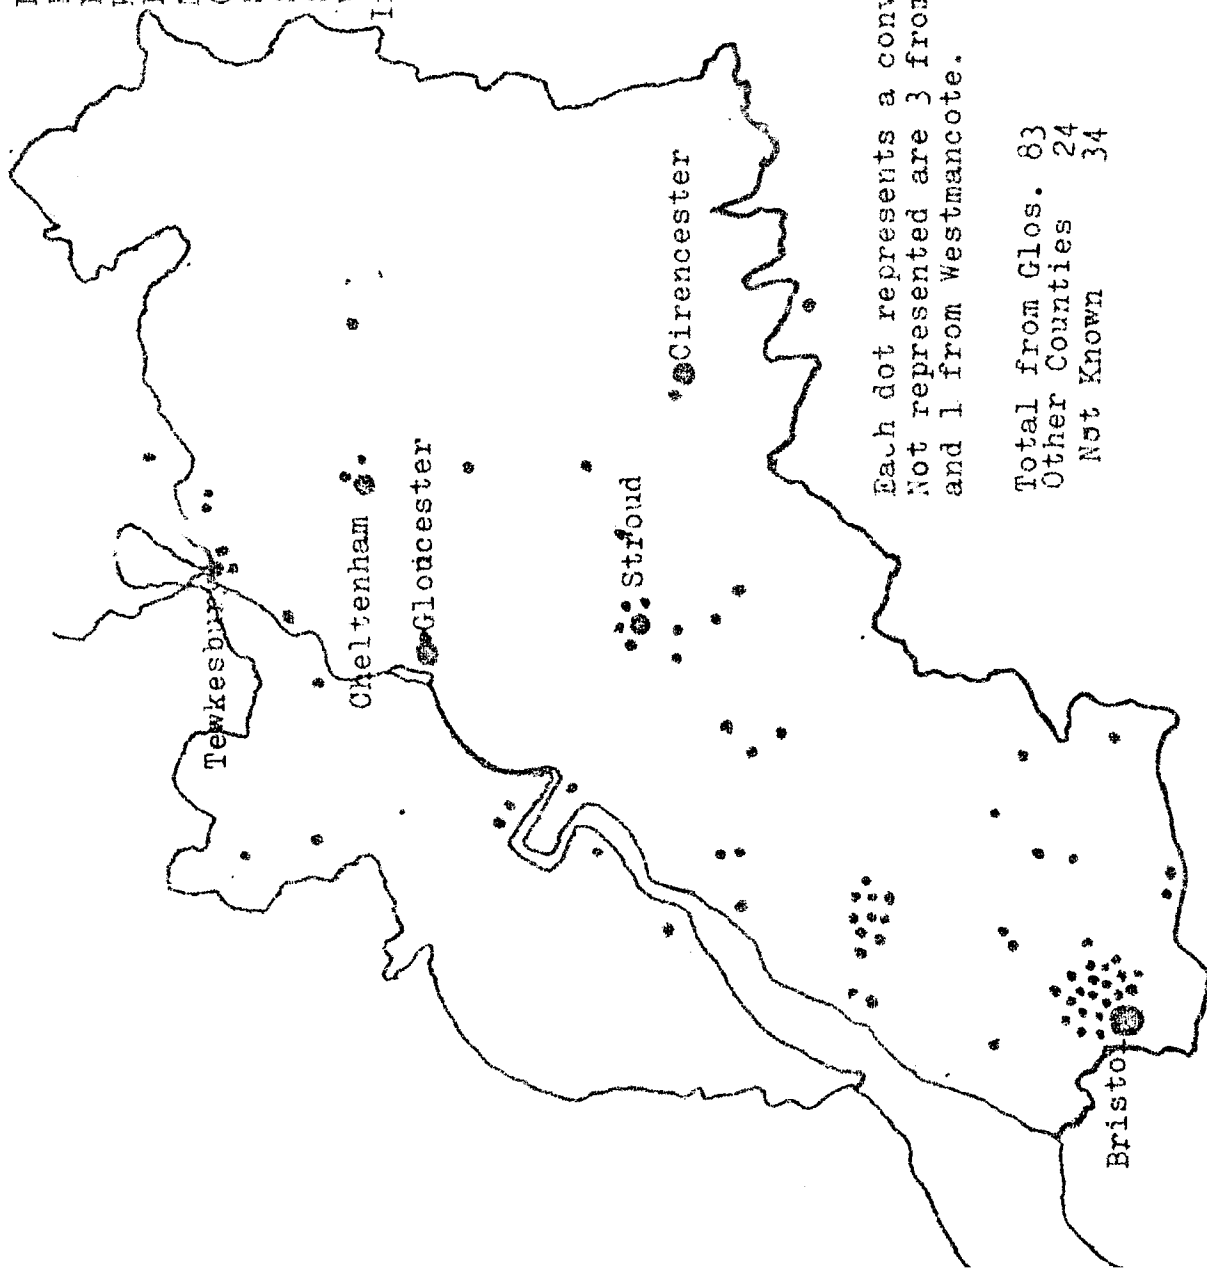 Tewkesbury
Cheltenham
Gloucester
Stroud
Cirencester
Bristol
Each dot represents a conv
Not represented are 3 from
and 1 from Westmancote.
Total from Glos. 83
Other Counties 24
Not Known 34